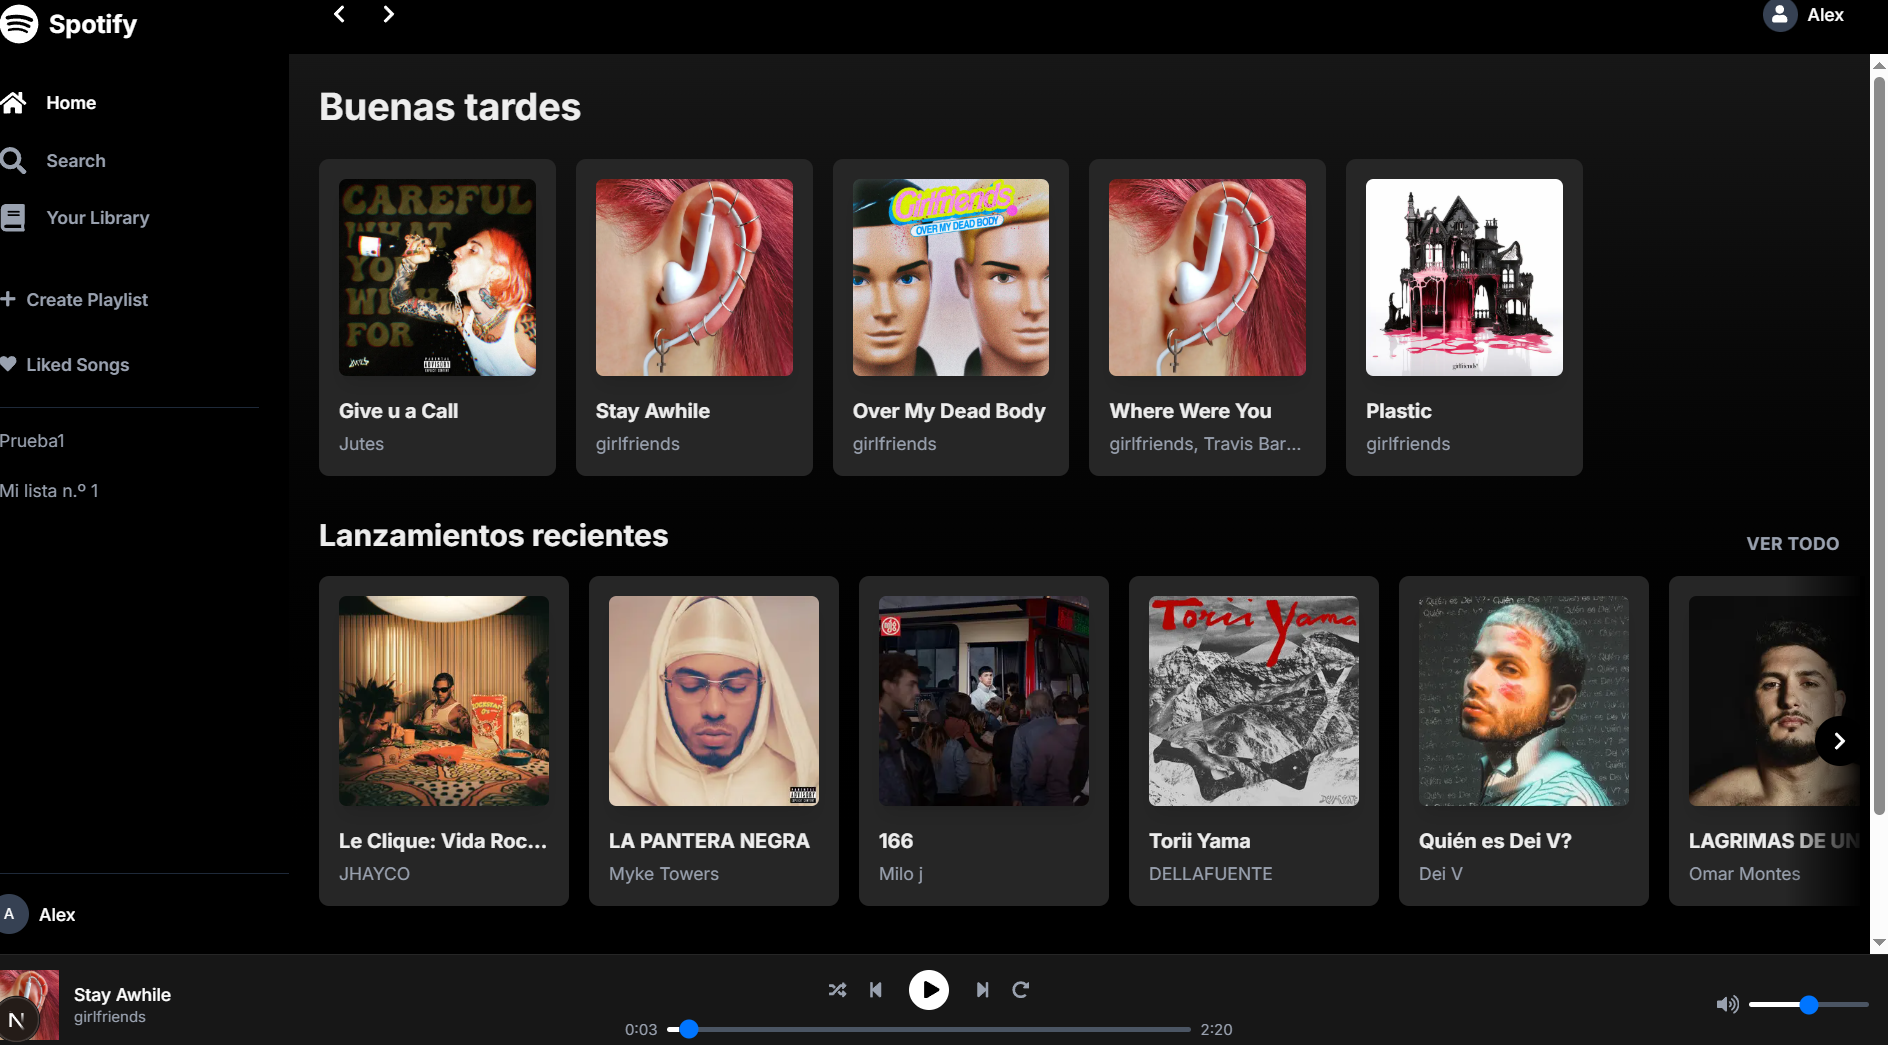 Spotify
Alex
Home
Search
Your Library
Create Playlist
Liked Songs
Prueba1
Mi lista n.º 1
A Alex
Buenas tardes
CAREFUL
WHAT
YOU
WISH
FOR
Girlfriends
OVER MY DEAD BODY
girlfriends
Give u a Call
Jutes
Stay Awhile
girlfriends
Over My Dead Body
girlfriends
Where Were You
girlfriends, Travis Bar...
Plastic
girlfriends
Lanzamientos recientes
VER TODO
Torii Yama
Le Clique: Vida Roc...
JHAYCO
LA PANTERA NEGRA
Myke Towers
166
Milo j
Torii Yama
DELLAFUENTE
Quién es Dei V?
Dei V
LAGRIMAS DE UN
Omar Montes
N
Stay Awhile
girlfriends
0:03
2:20